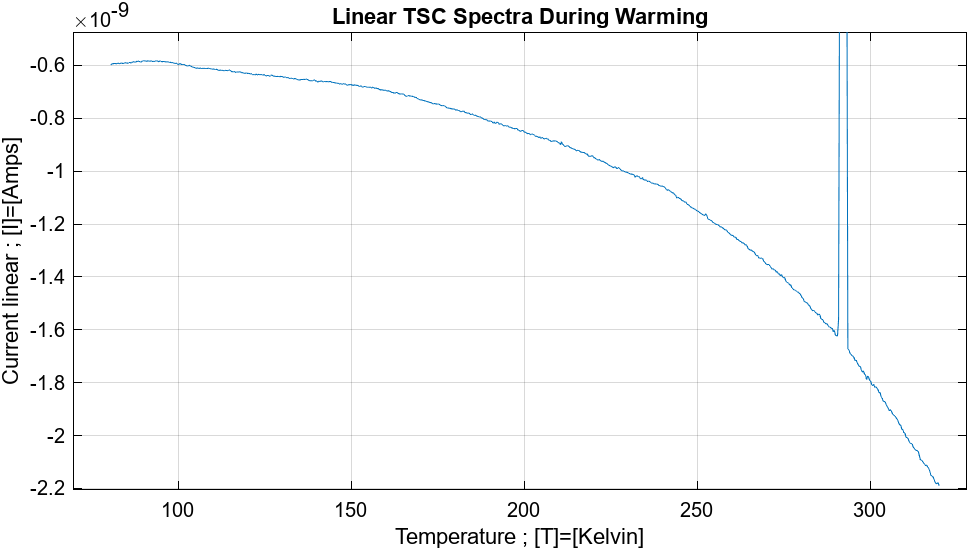 Linear TSC Spectra During Warming
×10-9
-0.6
-0.8
-1
-1.2
-1.4
-1.6
-1.8
-2
-2.2
Current linear ; [I]=[Amps]
100 150 200 250 300
Temperature ; [T]=[Kelvin]